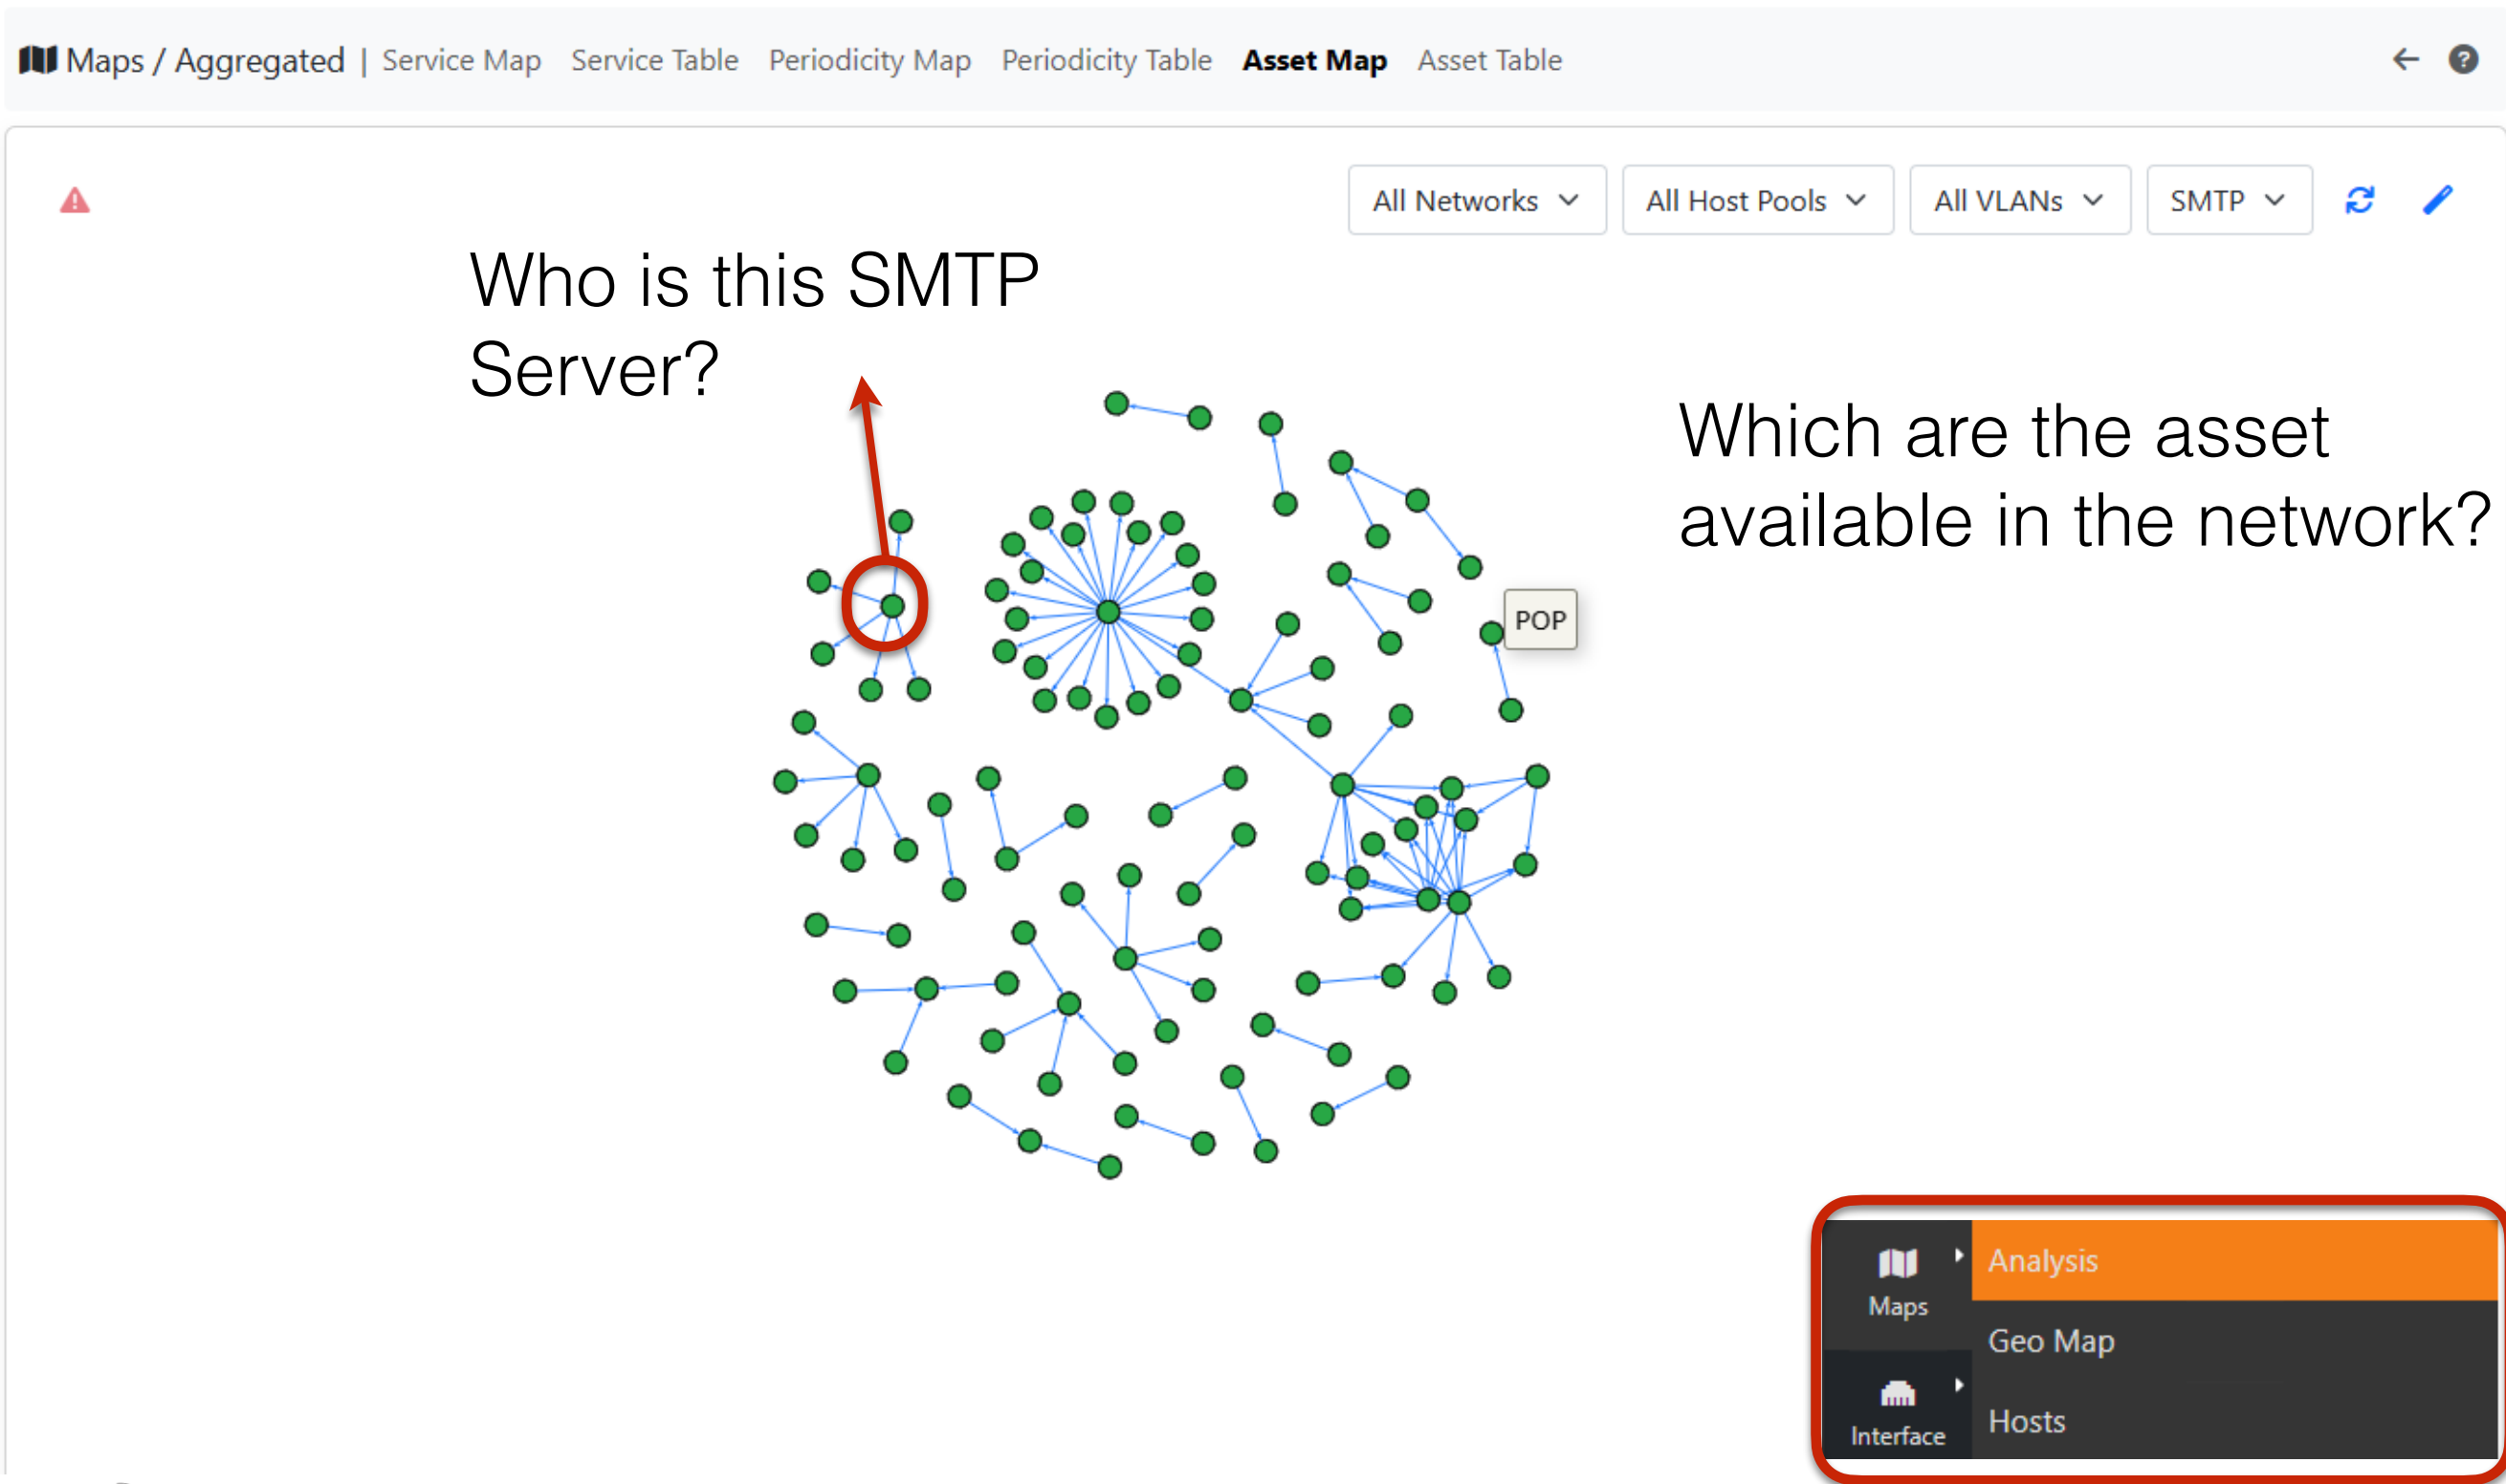 Maps / Aggregated | Service Map Service Table Periodicity Map Periodicity Table Asset Map Asset Table
All Networks All Host Pools All VLANs SMTP
Who is this SMTP
Server?
Which are the asset
available in the network?
POP
Maps
Analysis
Geo Map
Interface
Hosts